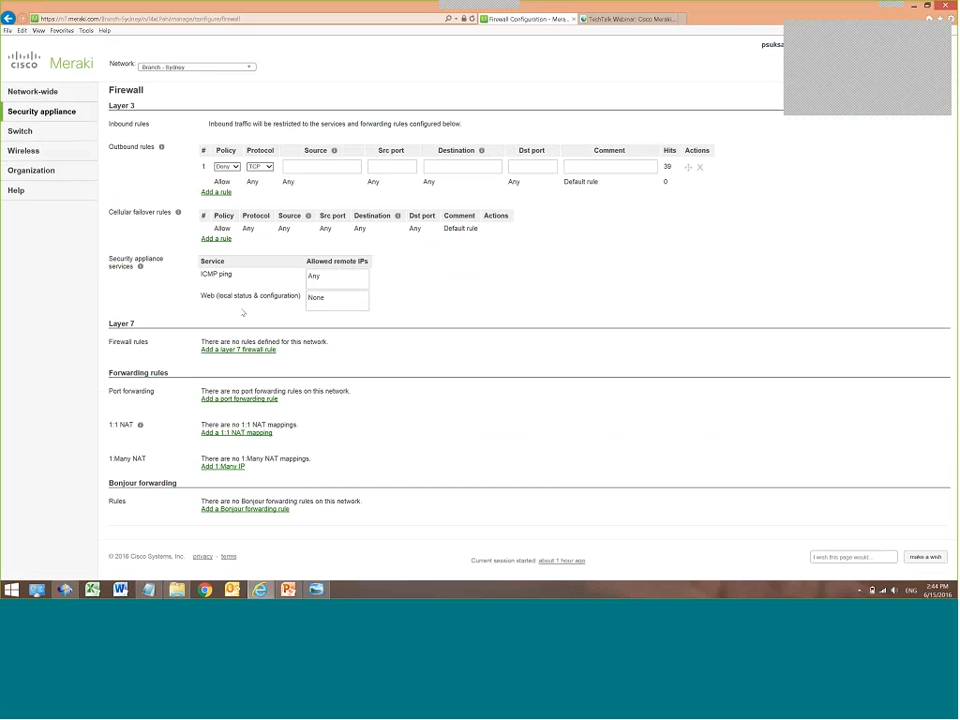 Firewall Configuration - Mera...
TechTalk Webinar: Cisco Meraki...
File Edit View Favorites Tools Help
CISCO Meraki
Network: Branch - Sydney
psuksa
Network-wide
Security appliance
Switch
Wireless
Organization
Help
Firewall
Layer 3
Inbound rules Inbound traffic will be restricted to the services and forwarding rules configured below.
Outbound rules i
# Policy Protocol Source i Src port Destination i Dst port Comment Hits Actions
1 Deny TCP 39
Allow Any Any Any Any Any Default rule 0
Add a rule
Cellular failover rules i
# Policy Protocol Source i Src port Destination i Dst port Comment Actions
Allow Any Any Any Any Any Default rule
Add a rule
Security appliance
services i
Service Allowed remote IPs
ICMP ping Any
Web (local status & configuration) None
Layer 7
Firewall rules There are no rules defined for this network.
Add a layer 7 firewall rule
Forwarding rules
Port forwarding There are no port forwarding rules on this network.
Add a port forwarding rule
1:1 NAT i There are no 1:1 NAT mappings.
Add a 1:1 NAT mapping
1:Many NAT There are no 1:Many NAT mappings.
Add 1:Many IP
Bonjour forwarding
Rules There are no Bonjour forwarding rules on this network.
Add a Bonjour forwarding rule
© 2016 Cisco Systems, Inc. privacy - terms
Current session started: about 1 hour ago
I wish this page would... make a wish
ENG
2:44 PM
6/15/2016